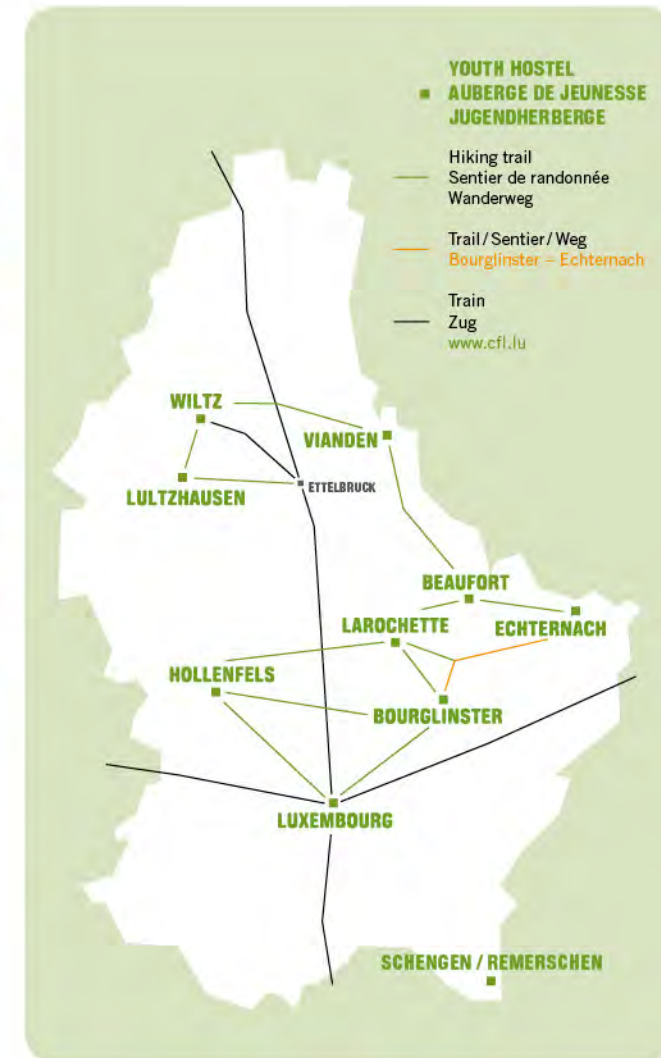 YOUTH HOSTEL
AUBERGE DE JEUNESSE
JUGENDHERBERGE
Hiking trail
Sentier de randonnée
Wanderweg
Trail/Sentier/Weg
Bourglinster – Echternach
Train
Zug
www.cfl.lu
WILTZ
VIANDEN
LULTZHAUSEN
ETTELBRUCK
BEAUFORT
LAROCHETTE
ECHTERNACH
HOLLENFELS
BOURGLINSTER
LUXEMBOURG
SCHENGEN / REMERSCHEN